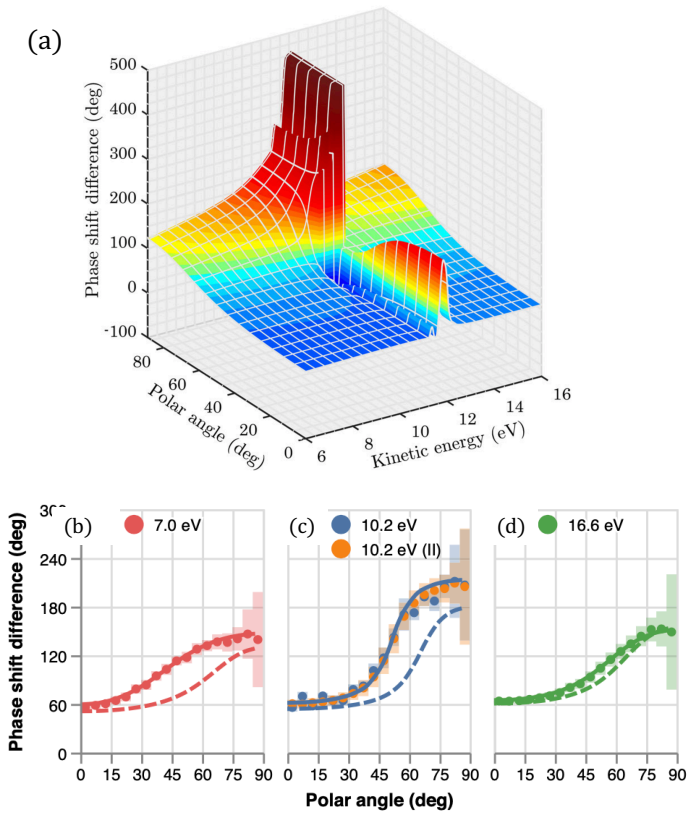 (a)
Phase shift difference (deg)
500
400
300
200
100
0
-100
80
60
40
20
0
Polar angle (deg)
6
8
10
12
14
16
Kinetic energy (eV)
Phase shift difference (deg)
(b)
7.0 eV
(c)
10.2 eV
10.2 eV (II)
(d)
16.6 eV
240
180
120
60
0
0 15 30 45 60 75 90
0 15 30 45 60 75 90
0 15 30 45 60 75 90
Polar angle (deg)